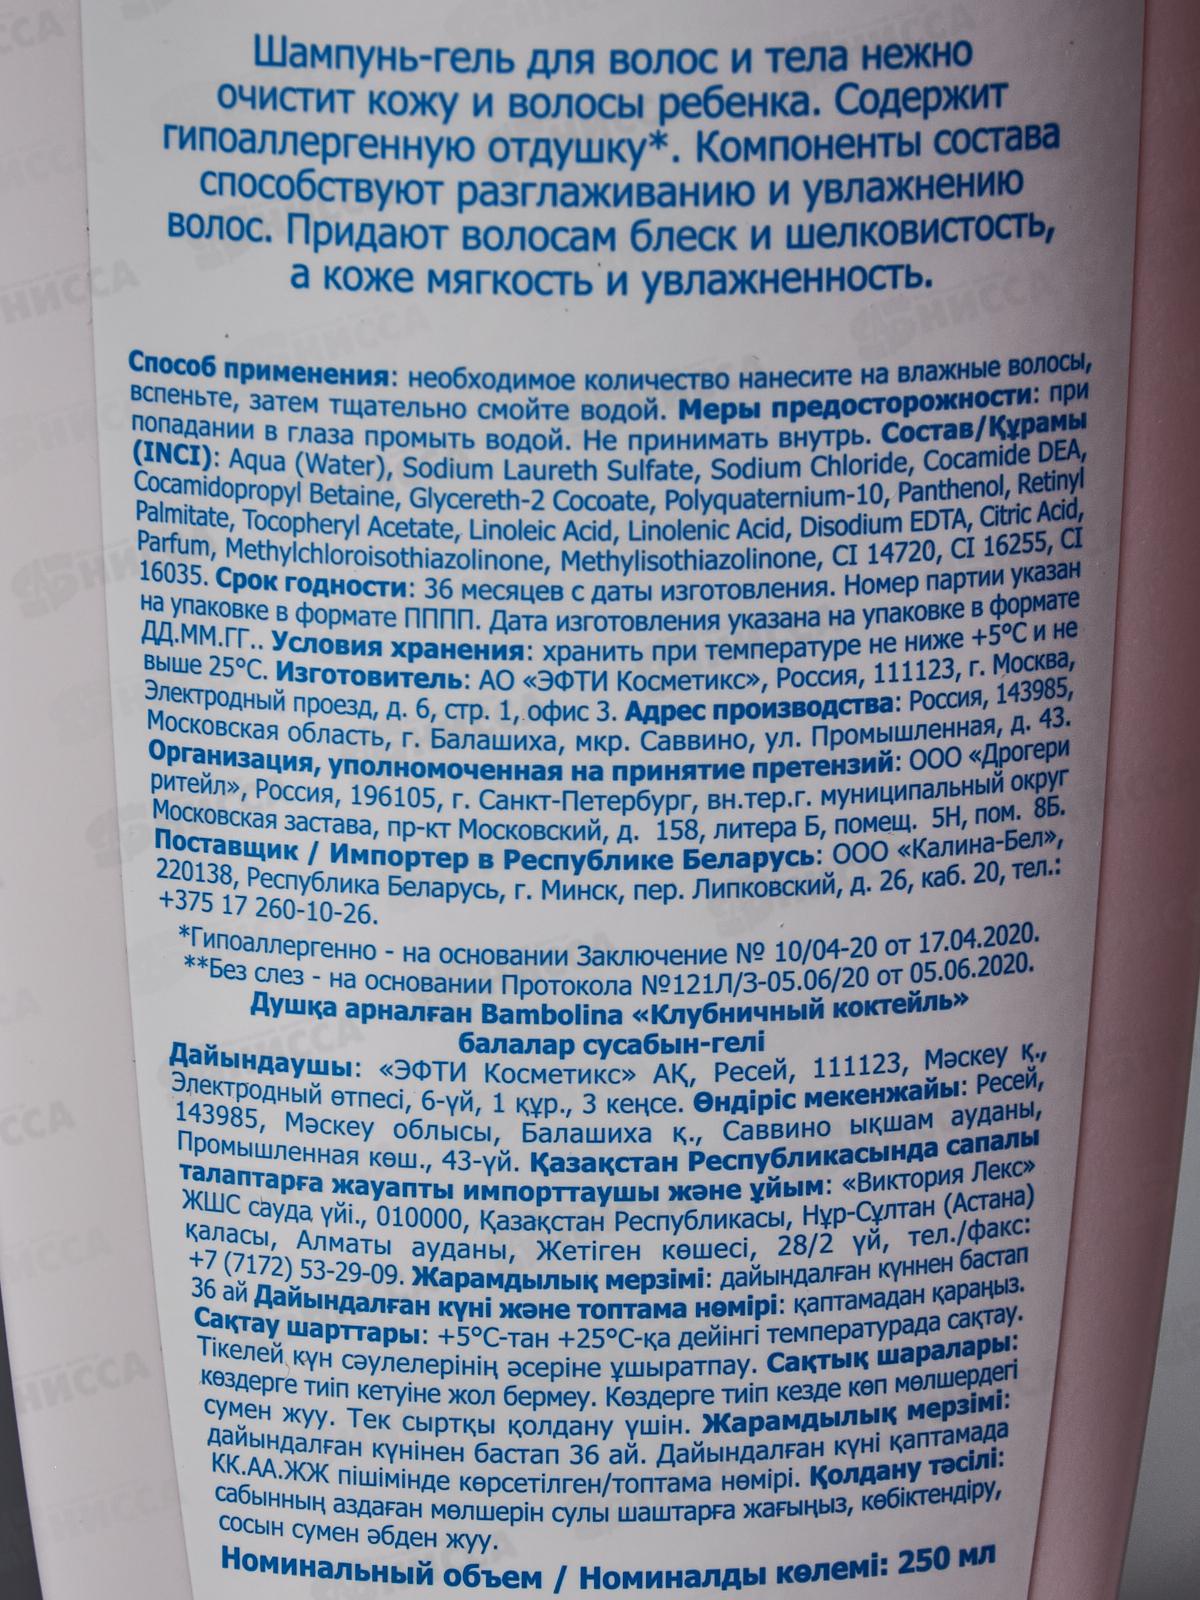 Шампунь-гель для волос и тела нежно
очистит кожу и волосы ребенка. Содержит
гипоаллергенную отдушку*. Компоненты состава
способствуют разглаживанию и увлажнению
волос. Придают волосам блеск и шелковистость,
а коже мягкость и увлажненность.
Способ применения: необходимое количество нанесите на влажные волосы,
вспеньте, затем тщательно смойте водой. Меры предосторожности: при
попадании в глаза промыть водой. Не принимать внутрь. Состав/Құрамы
(INCI): Aqua (Water), Sodium Laureth Sulfate, Sodium Chloride, Cocamide DEA,
Cocamidopropyl Betaine, Glycereth-2 Cocoate, Polyquaternium-10, Panthenol, Retinyl
Palmitate, Tocopheryl Acetate, Linoleic Acid, Linolenic Acid, Disodium EDTA, Citric Acid,
Parfum, Methylchloroisothiazolinone, Methylisothiazolinone, CI 14720, CI 16255, CI
16035. Срок годности: 36 месяцев с даты изготовления. Номер партии указан
на упаковке в формате ПППП. Дата изготовления указана на упаковке в формате
ДД.ММ.ГГ.. Условия хранения: хранить при температуре не ниже +5°С и не
выше 25°С. Изготовитель: АО «ЭФТИ Косметикс», Россия, 111123, г. Москва,
Электродный проезд, д. 6, стр. 1, офис 3. Адрес производства: Россия, 143985,
Московская область, г. Балашиха, мкр. Саввино, ул. Промышленная, д. 43.
Организация, уполномоченная на принятие претензий: ООО «Дрогери
ритейл», Россия, 196105, г. Санкт-Петербург, вн.тер.г. муниципальный округ
Московская застава, пр-кт Московский, д. 158, литера Б, помещ. 5Н, пом. 8Б.
Поставщик / Импортер в Республике Беларусь: ООО «Калина-Бел»,
220138, Республика Беларусь, г. Минск, пер. Липковский, д. 26, каб. 20, тел.:
+375 17 260-10-26.
*Гипоаллергенно - на основании Заключение № 10/04-20 от 17.04.2020.
**Без слез - на основании Протокола №121Л/З-05.06/20 от 05.06.2020.
Душқа арналған Bambolina «Клубничный коктейль»
балалар сусабын-гелі
Дайындаушы: «ЭФТИ Косметикс» АҚ, Ресей, 111123, Мәскеу қ.,
Электродный өтпесі, 6-үй, 1 құр., 3 кеңсе. Өндіріс мекенжайы: Ресей,
143985, Мәскеу облысы, Балашиха қ., Саввино ықшам ауданы,
Промышленная көш., 43-үй. Қазақстан Республикасында сапалы
талаптарға жауапты импорттаушы және ұйым: «Виктория Лекс»
ЖШС сауда үйі., 010000, Қазақстан Республикасы, Нұр-Сұлтан (Астана)
қаласы, Алматы ауданы, Жетіген көшесі, 28/2 үй, тел./факс:
+7 (7172) 53-29-09. Жарамдылық мерзімі: дайындалған күннен бастап
36 ай Дайындалған күні және топтама нөмірі: қаптамадан қараңыз.
Сақтау шарттары: +5°С-тан +25°С-қа дейінгі температурада сақтау.
Тікелей күн сәулелерінің әсеріне ұшыратпау. Сақтық шаралары:
көздерге тиіп кетуіне жол бермеу. Көздерге тиіп кезде көп мөлшердегі
сумен жуу. Тек сыртқы қолдану үшін. Жарамдылық мерзімі:
дайындалған күнінен бастап 36 ай. Дайындалған күні қаптамада
КК.АА.ЖЖ пішімінде көрсетілген/топтама нөмірі. Қолдану тәсілі:
сабынның аздаған мөлшерін сулы шаштарға жағыңыз, көбіктендіру,
сосын сумен әбден жуу.
Номинальный объем / Номиналды көлемі: 250 мл